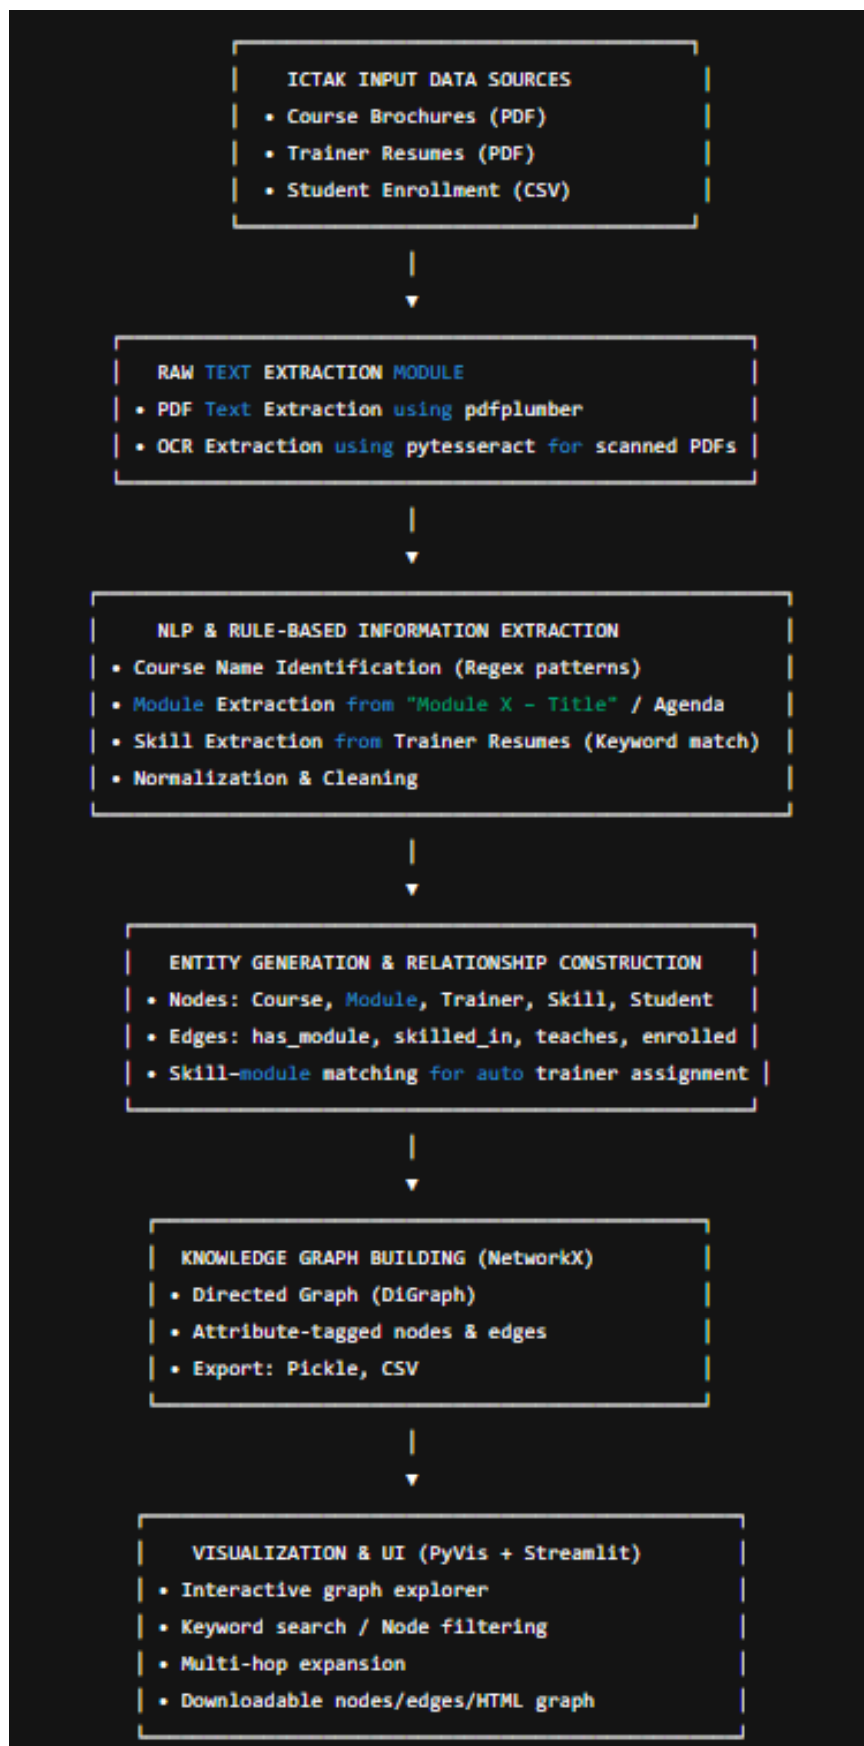 ICTAK INPUT DATA SOURCES
• Course Brochures (PDF)
• Trainer Resumes (PDF)
• Student Enrollment (CSV)
RAW TEXT EXTRACTION MODULE
• PDF Text Extraction using pdfplumber
• OCR Extraction using pytesseract for scanned PDFs
NLP & RULE-BASED INFORMATION EXTRACTION
• Course Name Identification (Regex patterns)
• Module Extraction from "Module X – Title" / Agenda
• Skill Extraction from Trainer Resumes (Keyword match)
• Normalization & Cleaning
ENTITY GENERATION & RELATIONSHIP CONSTRUCTION
• Nodes: Course, Module, Trainer, Skill, Student
• Edges: has_module, skilled_in, teaches, enrolled
• Skill–module matching for auto trainer assignment
KNOWLEDGE GRAPH BUILDING (NetworkX)
• Directed Graph (DiGraph)
• Attribute-tagged nodes & edges
• Export: Pickle, CSV
VISUALIZATION & UI (PyVis + Streamlit)
• Interactive graph explorer
• Keyword search / Node filtering
• Multi-hop expansion
• Downloadable nodes/edges/HTML graph